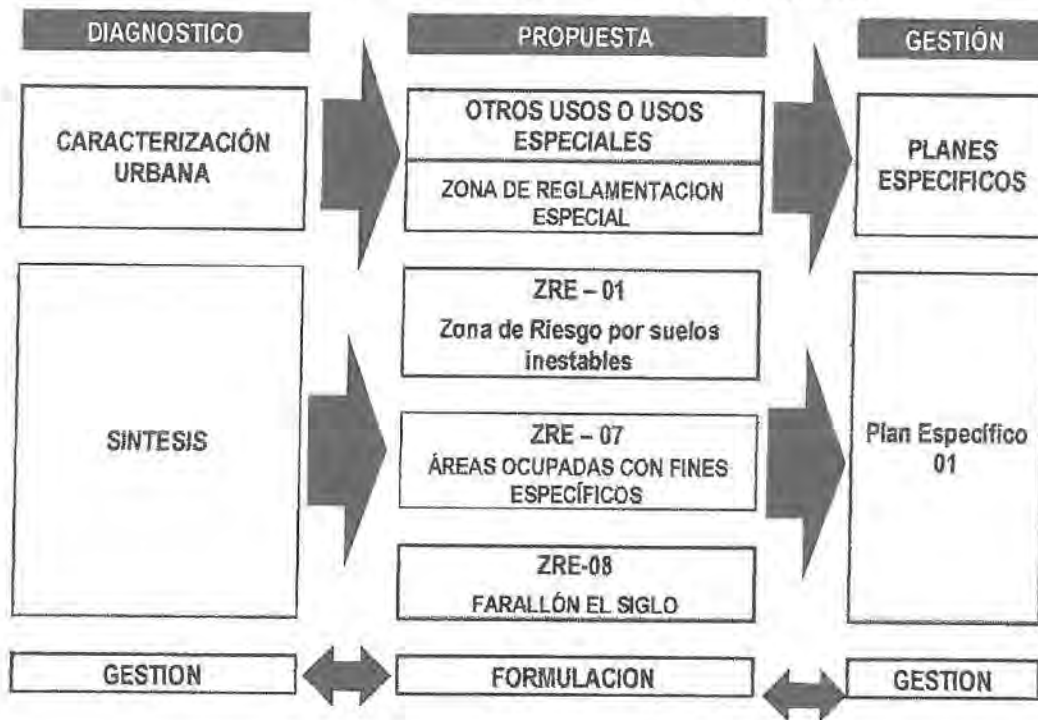 DIAGNOSTICO
PROPUESTA
GESTIÓN
CARACTERIZACIÓN
URBANA
OTROS USOS O USOS
ESPECIALES
ZONA DE REGLAMENTACION
ESPECIAL
PLANES
ESPECIFICOS
SINTESIS
ZRE – 01
Zona de Riesgo por suelos
inestables
ZRE – 07
ÁREAS OCUPADAS CON FINES
ESPECÍFICOS
ZRE-08
FARALLÓN EL SIGLO
Plan Específico
01
GESTION
FORMULACION
GESTION